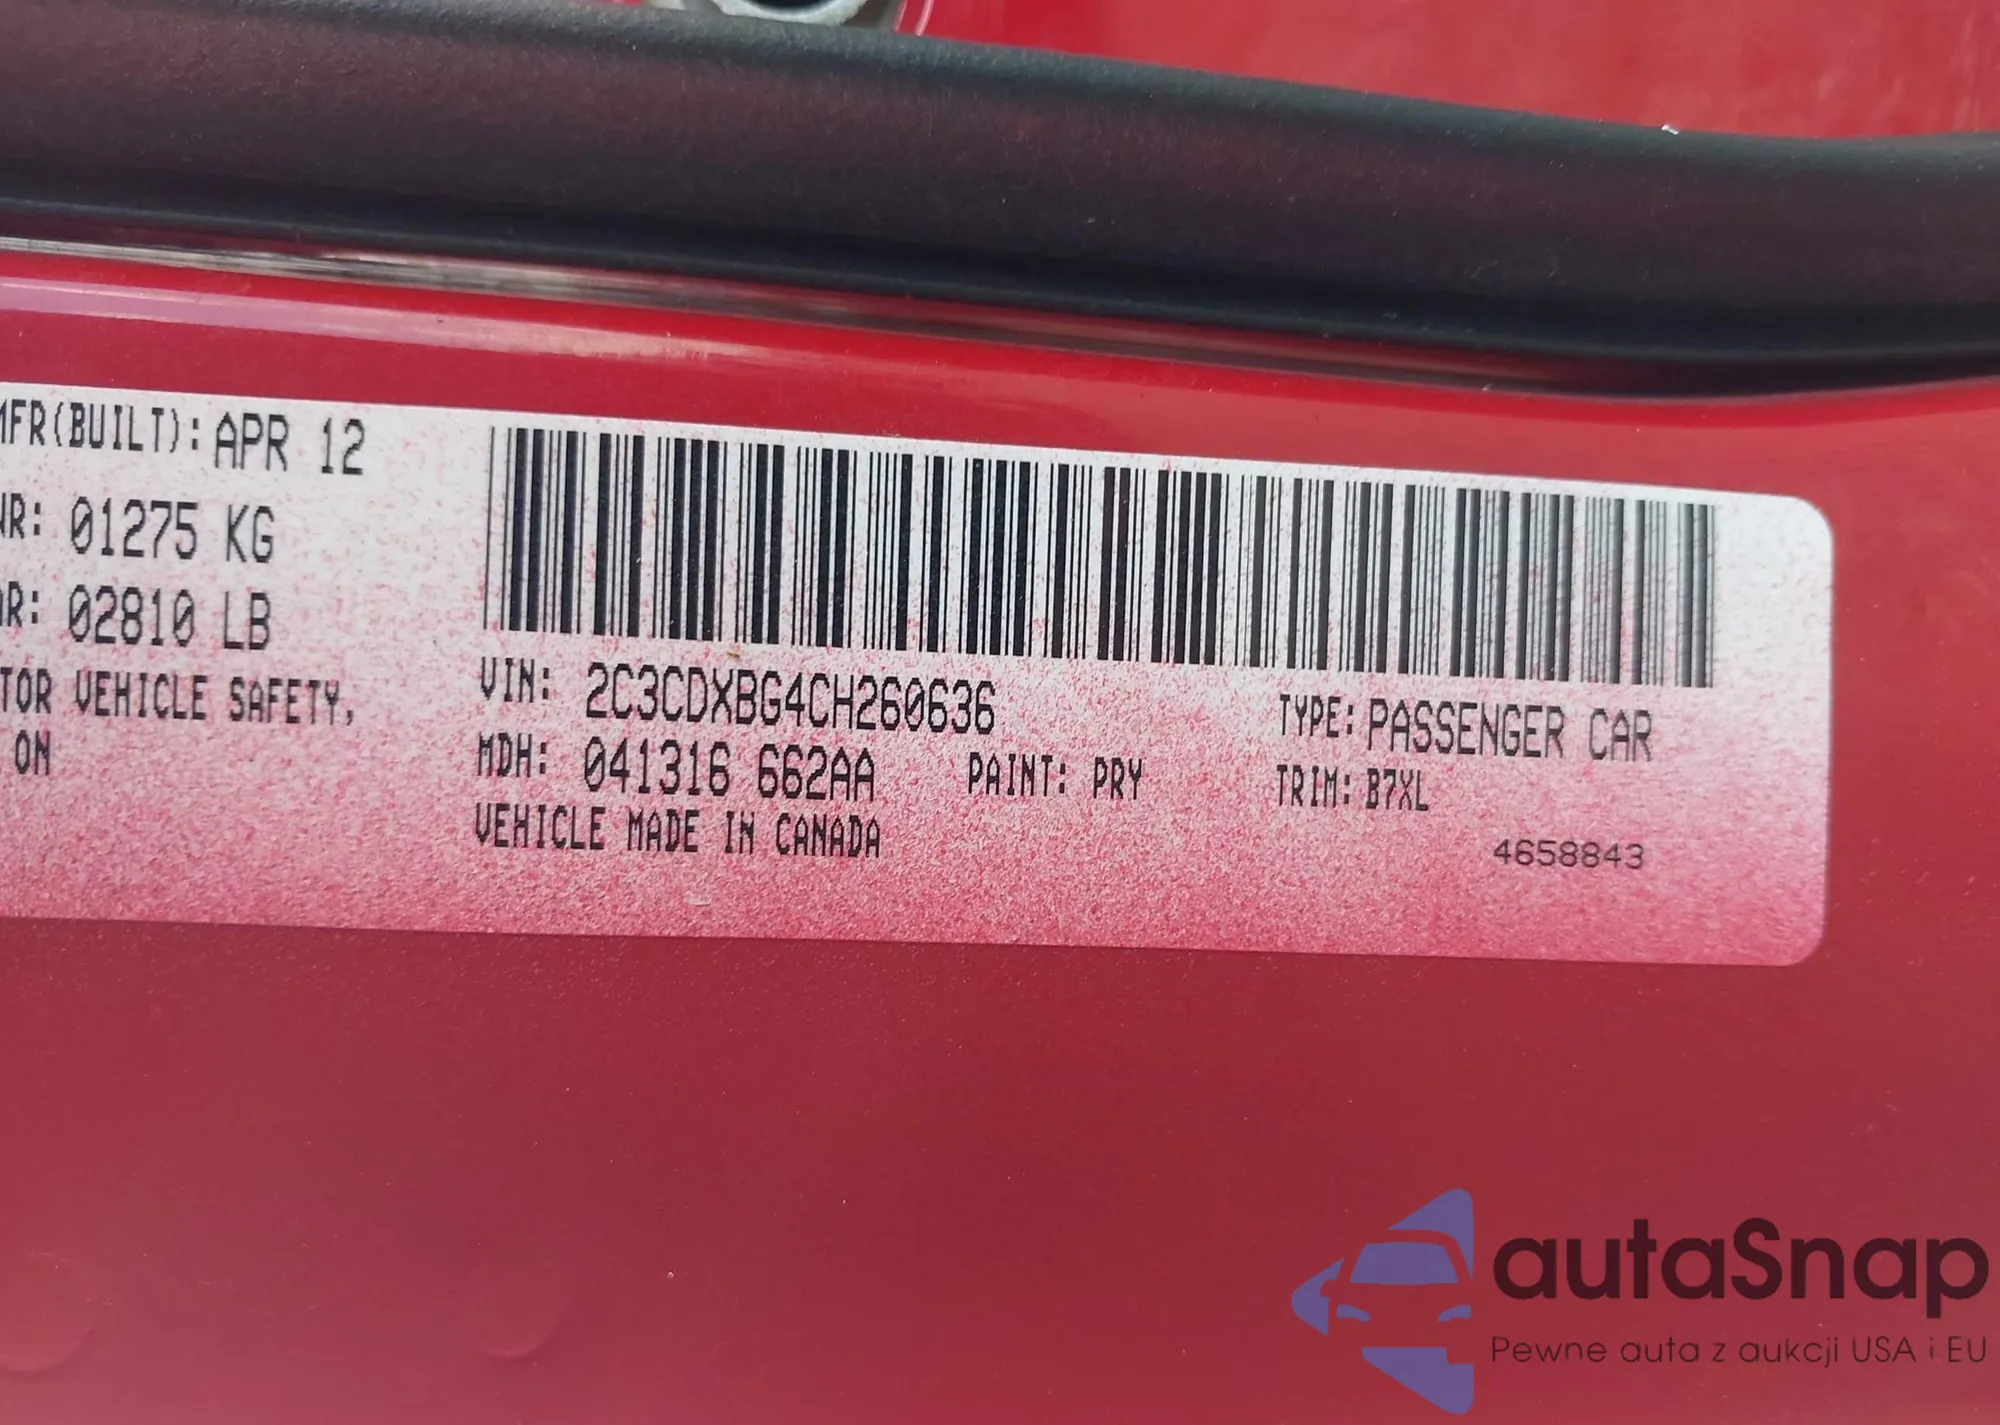 MFR(BUILT): APR 12
WR: 01275 KG
02810 LB
TOR VEHICLE SAFETY,
ON
VIN: 2C3CDXBG4CH260636
TYPE: PASSENGER CAR
MDH: 041316 662AA
PAINT: PRY
TRIM: B7XL
VEHICLE MADE IN CANADA
4658843
autaSnap
Pewne auta z aukcji USA i EU